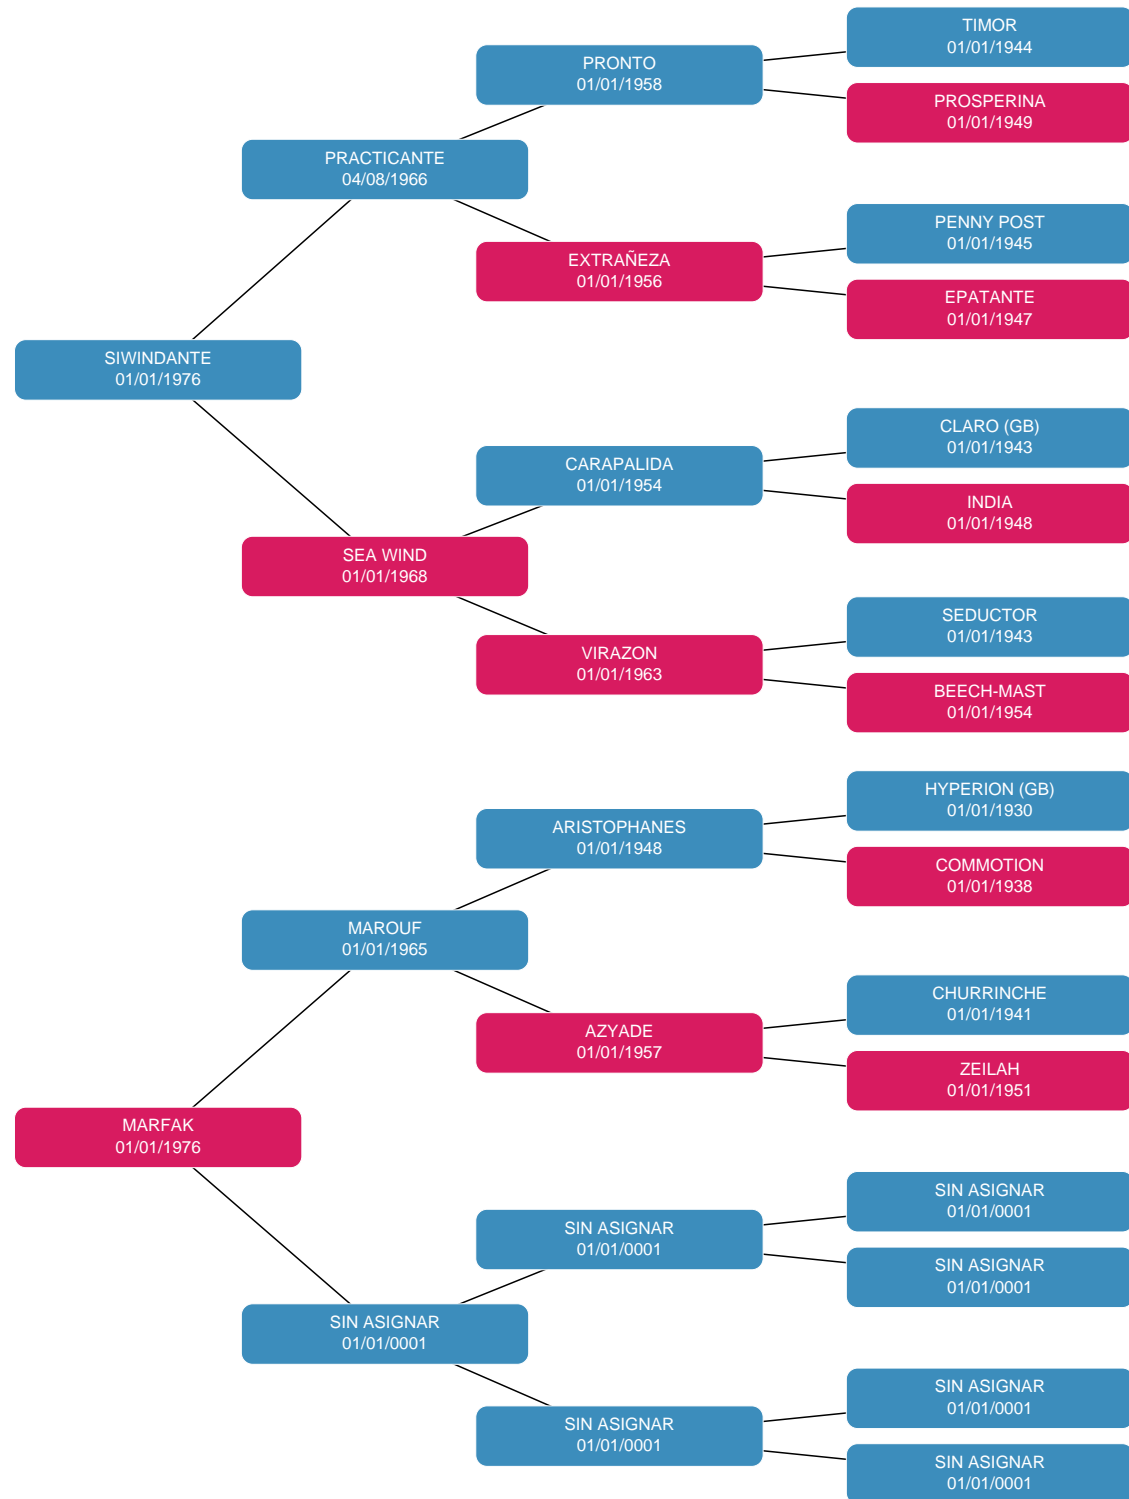 TIMOR
01/01/1944
PRONTO
01/01/1958
PROSPERINA
01/01/1949
PRACTICANTE
04/08/1966
PENNY POST
01/01/1945
EXTRAÑEZA
01/01/1956
EPATANTE
01/01/1947
SIWINDANTE
01/01/1976
CLARO (GB)
01/01/1943
CARAPALIDA
01/01/1954
INDIA
01/01/1948
SEA WIND
01/01/1968
SEDUCTOR
01/01/1943
VIRAZON
01/01/1963
BEECH-MAST
01/01/1954
HYPERION (GB)
01/01/1930
ARISTOPHANES
01/01/1948
COMMOTION
01/01/1938
MAROUF
01/01/1965
CHURRINCHE
01/01/1941
AZYADE
01/01/1957
ZEILAH
01/01/1951
MARFAK
01/01/1976
SIN ASIGNAR
01/01/0001
SIN ASIGNAR
01/01/0001
SIN ASIGNAR
01/01/0001
SIN ASIGNAR
01/01/0001
SIN ASIGNAR
01/01/0001
SIN ASIGNAR
01/01/0001
SIN ASIGNAR
01/01/0001